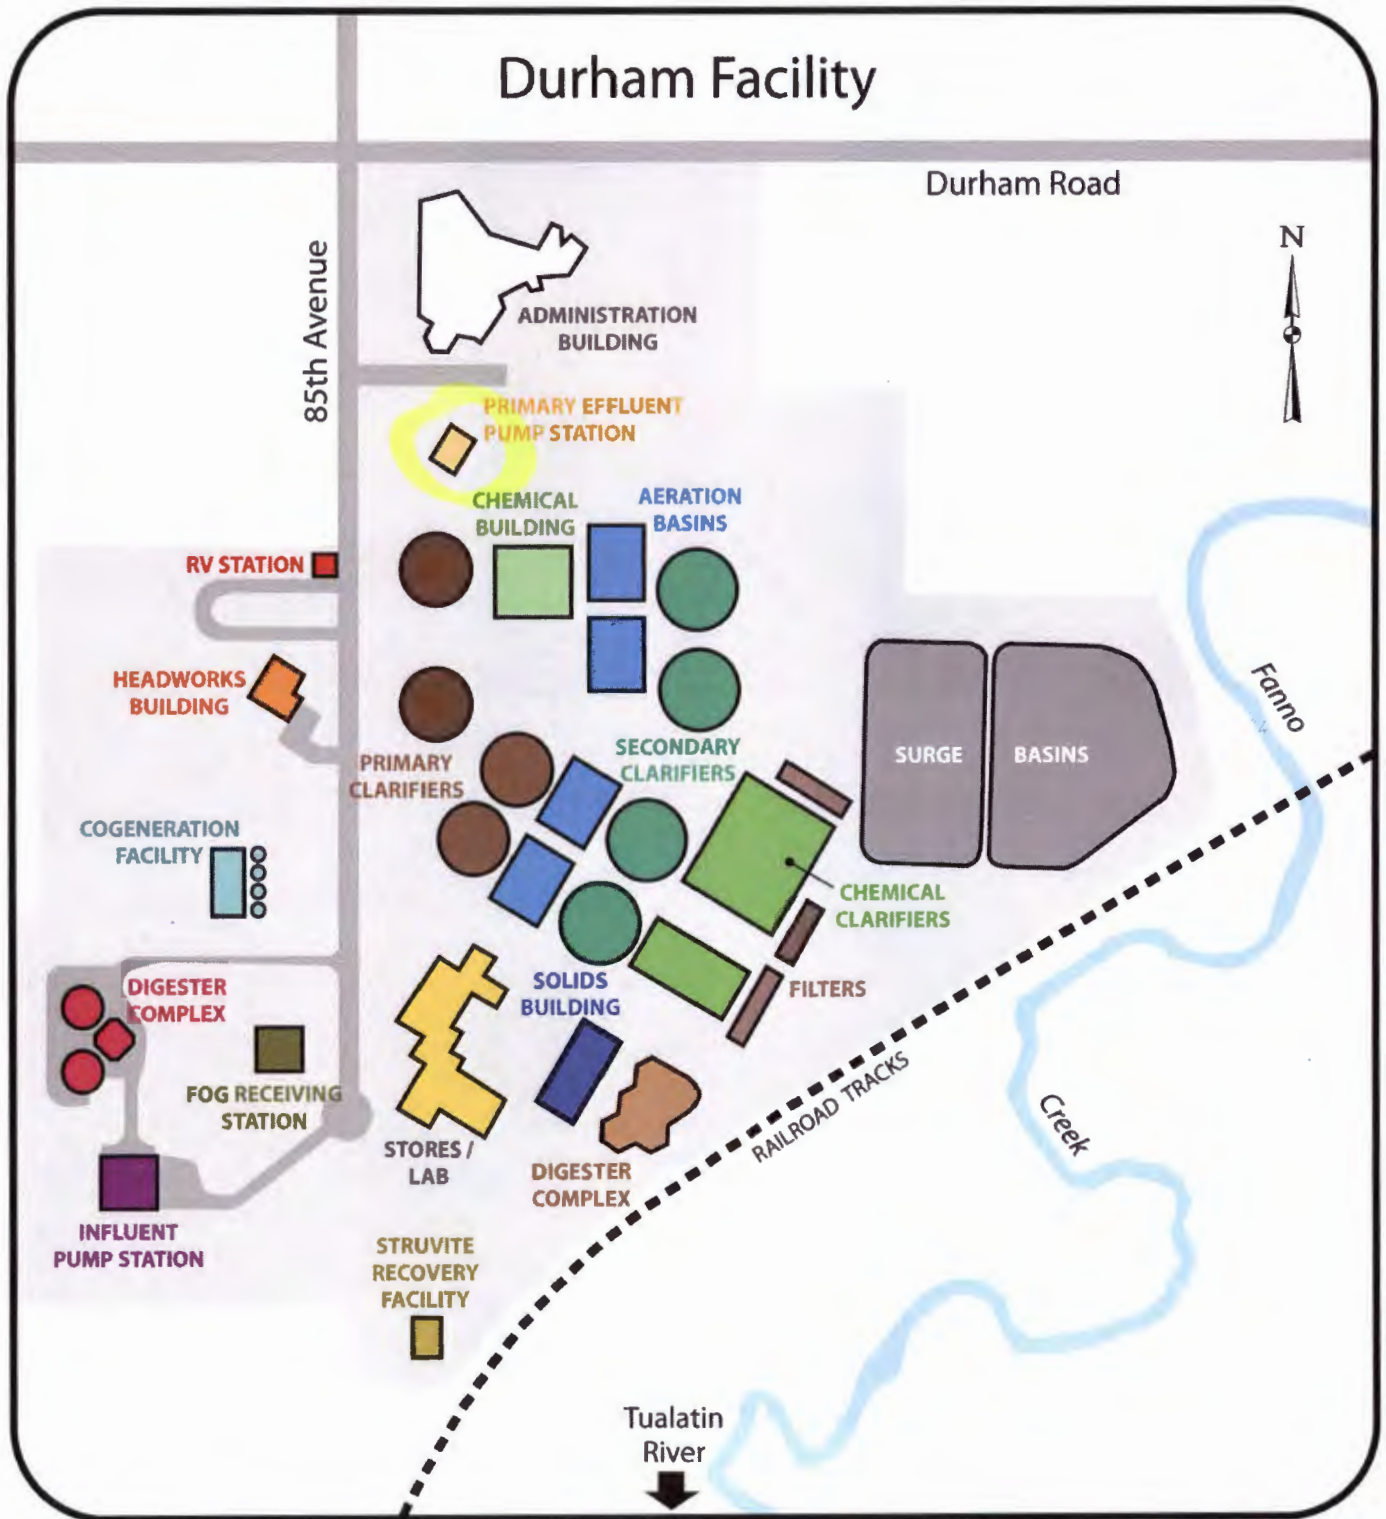 Durham Facility
Durham Road
85th Avenue
N
ADMINISTRATION
BUILDING
PRIMARY EFFLUENT
PUMP STATION
CHEMICAL
BUILDING
AERATION
BASINS
RV STATION
HEADWORKS
BUILDING
PRIMARY
CLARIFIERS
SECONDARY
CLARIFIERS
SURGE
BASINS
Fanno
COGENERATION
FACILITY
CHEMICAL
CLARIFIERS
DIGESTER
COMPLEX
SOLIDS
BUILDING
FILTERS
FOG RECEIVING
STATION
RAILROAD TRACKS
Creek
STORES /
LAB
DIGESTER
COMPLEX
INFLUENT
PUMP STATION
STRUVITE
RECOVERY
FACILITY
Tualatin
River